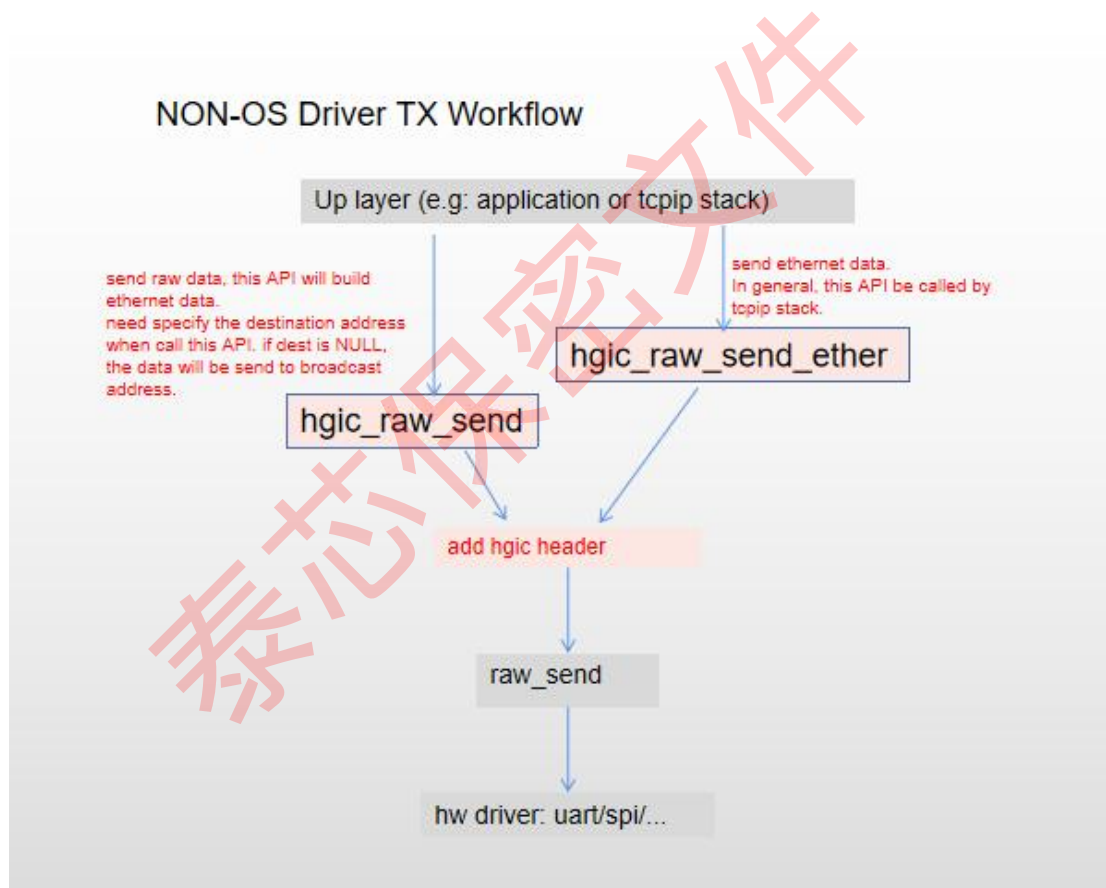 NON-OS Driver TX Workflow
Up layer (e.g: application or tcpip stack)
send raw data, this API will build
ethernet data.
need specify the destination address
when call this API. if dest is NULL,
the data will be send to broadcast
address.
send ethernet data.
In general, this API be called by
tcpip stack.
hgic_raw_send_ether
hgic_raw_send
add hgic header
raw_send
hw driver: uart/spi/...
泰芯保密文件